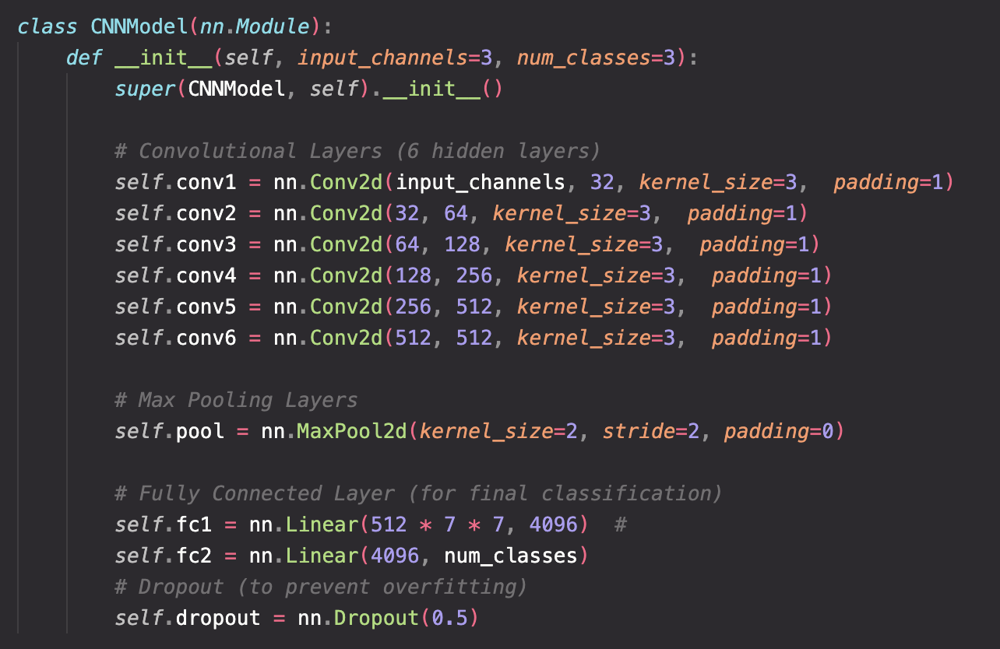 class CNNModel(nn.Module):
def __init__(self, input_channels=3, num_classes=3):
super(CNNModel, self).__init__()
# Convolutional Layers (6 hidden layers)
self.conv1 = nn.Conv2d(input_channels, 32, kernel_size=3,  padding=1)
self.conv2 = nn.Conv2d(32, 64, kernel_size=3,  padding=1)
self.conv3 = nn.Conv2d(64, 128, kernel_size=3,  padding=1)
self.conv4 = nn.Conv2d(128, 256, kernel_size=3,  padding=1)
self.conv5 = nn.Conv2d(256, 512, kernel_size=3,  padding=1)
self.conv6 = nn.Conv2d(512, 512, kernel_size=3,  padding=1)
# Max Pooling Layers
self.pool = nn.MaxPool2d(kernel_size=2, stride=2, padding=0)
# Fully Connected Layer (for final classification)
self.fc1 = nn.Linear(512 * 7 * 7, 4096)  #
self.fc2 = nn.Linear(4096, num_classes)
# Dropout (to prevent overfitting)
self.dropout = nn.Dropout(0.5)